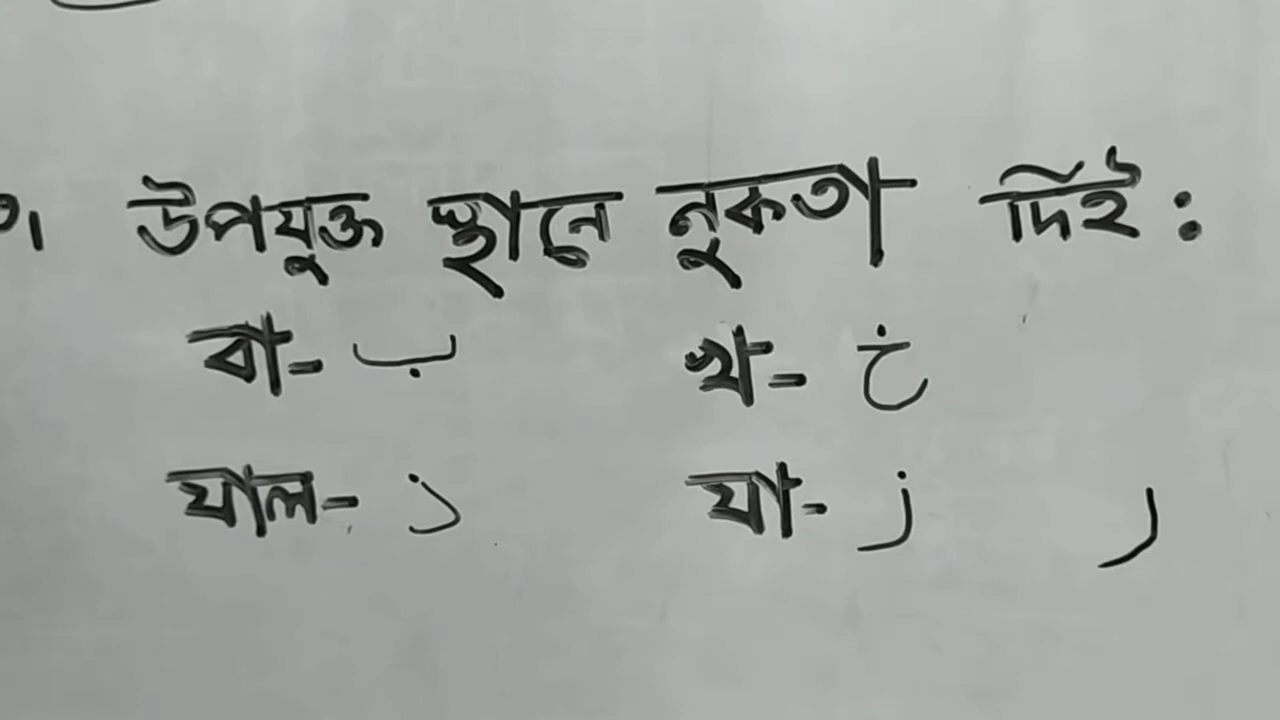 ৩। উপযুক্ত স্থানে নুকতা দিই :
বা- ب খা- خ
যাল- ذ যা- ز ر